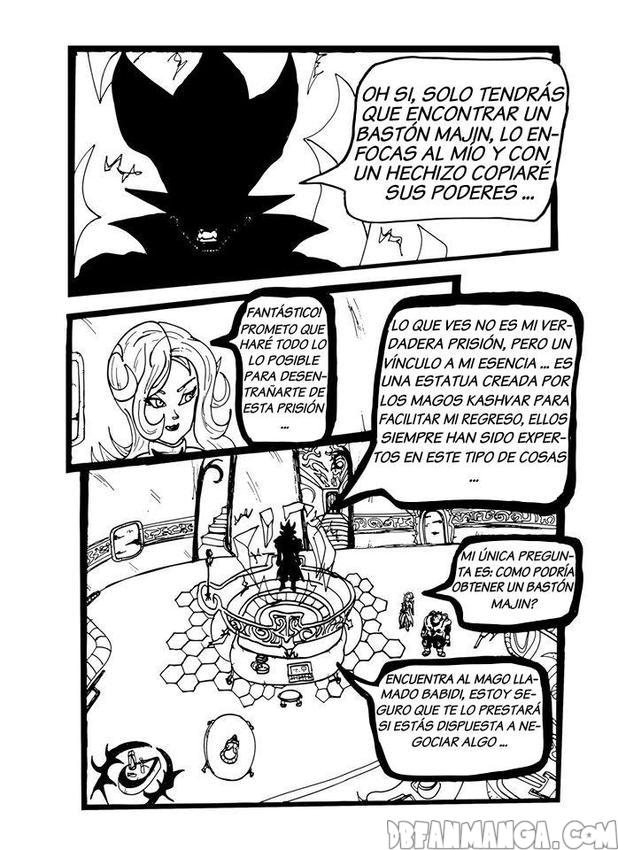 OH SI, SOLO TENDRÁS
QUE ENCONTRAR UN
BASTÓN MAJIN, LO EN-
FOCAS AL MÍO Y CON
UN HECHIZO COPIARÉ
SUS PODERES ...
FANTÁSTICO!
PROMETO QUE
HARÉ TODO LO
LO POSIBLE
PARA DESEN-
TRAÑARTE DE
ESTA PRISIÓN
...
LO QUE VES NO ES MI VER-
DADERA PRISIÓN, PERO UN
VÍNCULO A MI ESENCIA ... ES
UNA ESTATUA CREADA POR
LOS MAGOS KASHVAR PARA
FACILITAR MI REGRESO, ELLOS
SIEMPRE HAN SIDO EXPER-
TOS EN ESTE TIPO DE COSAS
...
MI ÚNICA PREGUN-
TA ES: COMO PODRÍA
OBTENER UN BASTÓN
MAJIN?
ENCUENTRA AL MAGO LLA-
MADO BABIDI, ESTOY SE-
GURO QUE TE LO PRESTARÁ
SI ESTÁS DISPUESTA A NE-
GOCIAR ALGO ...
DBFANMANGA.COM